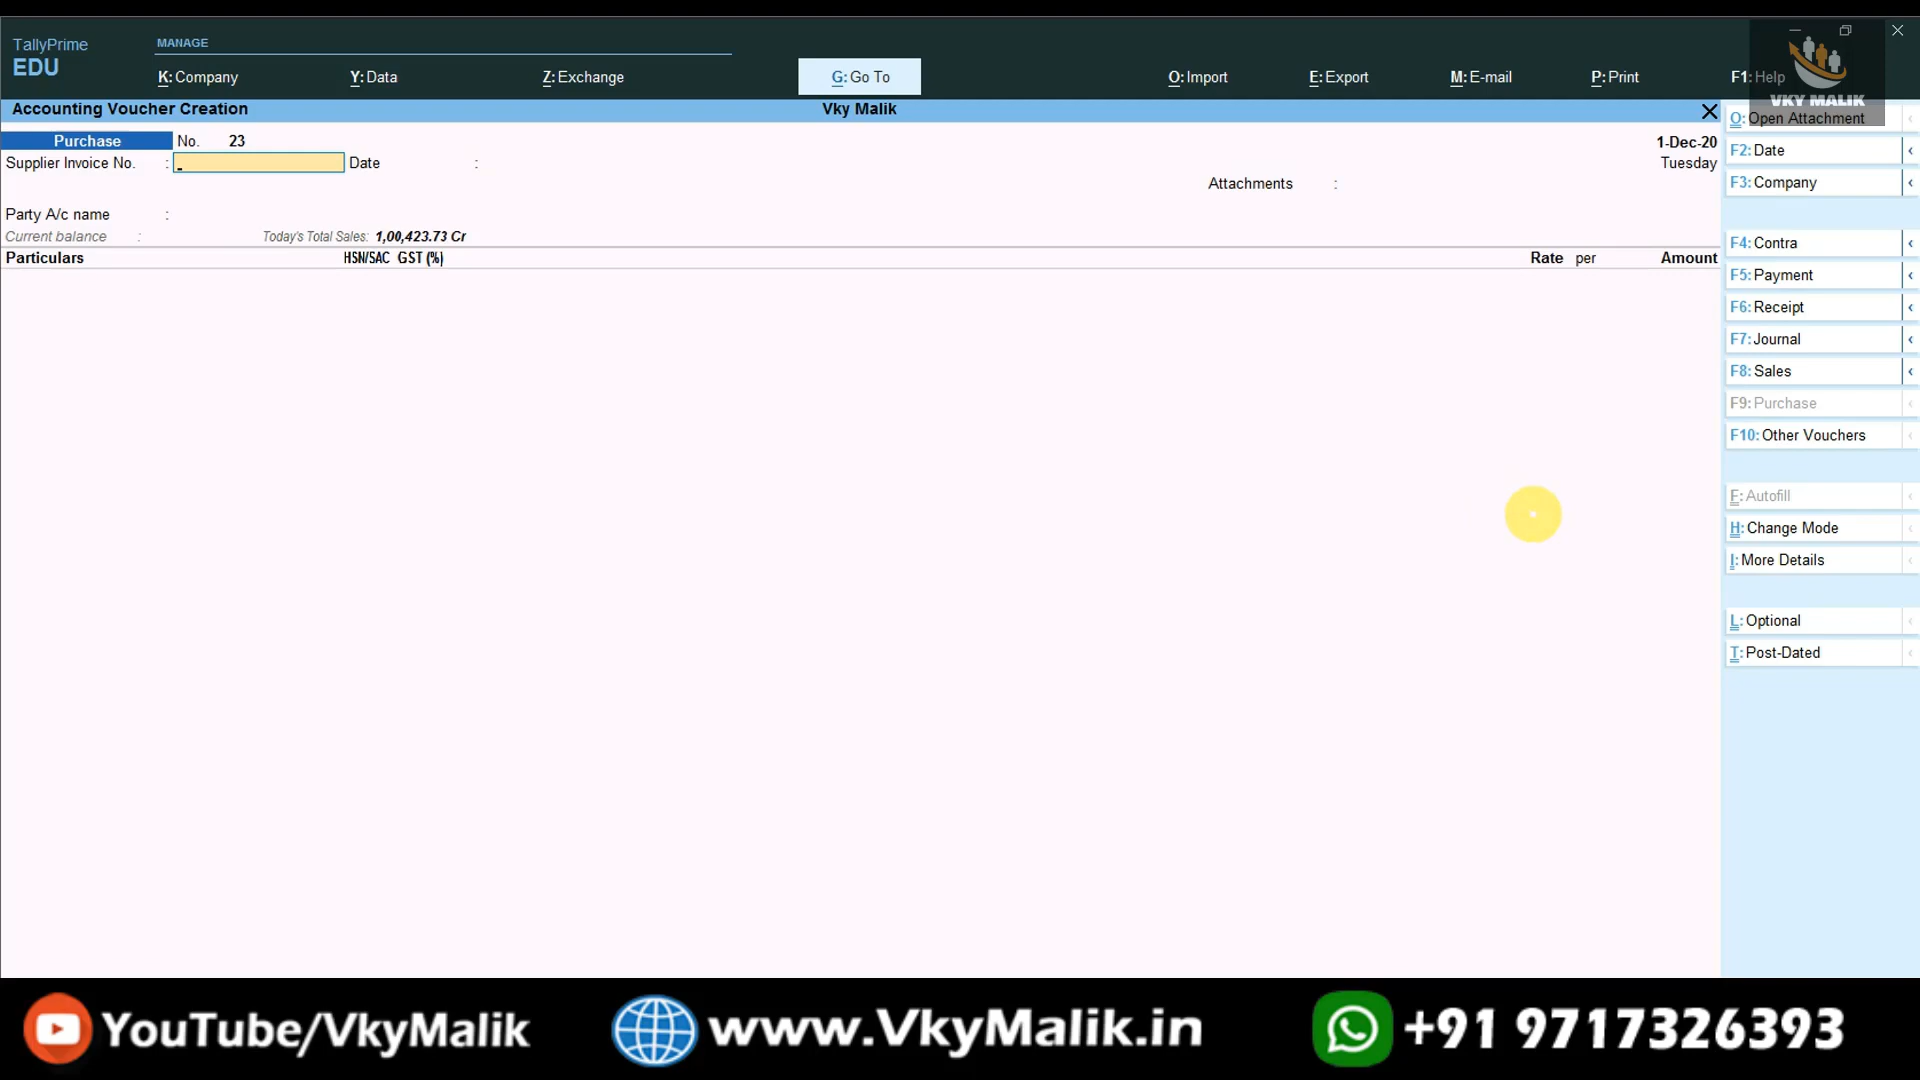 TallyPrime
EDU
MANAGE
K: Company
Y: Data
Z: Exchange
G: Go To
O: Import
E: Export
M: E-mail
P: Print
F1: Help
VKY MALIK
Accounting Voucher Creation
Vky Malik
Purchase No. 23
1-Dec-20
Supplier Invoice No. :
Date :
Tuesday
Attachments :
Party A/c name :
Current balance : Today's Total Sales: 1,00,423.73 Cr
Particulars HSN/SAC GST (%) Rate per Amount
O: Open Attachment
F2: Date
F3: Company
F4: Contra
F5: Payment
F6: Receipt
F7: Journal
F8: Sales
F9: Purchase
F10: Other Vouchers
F: Autofill
H: Change Mode
I: More Details
L: Optional
T: Post-Dated
YouTube/VkyMalik
www.VkyMalik.in
+91 9717326393